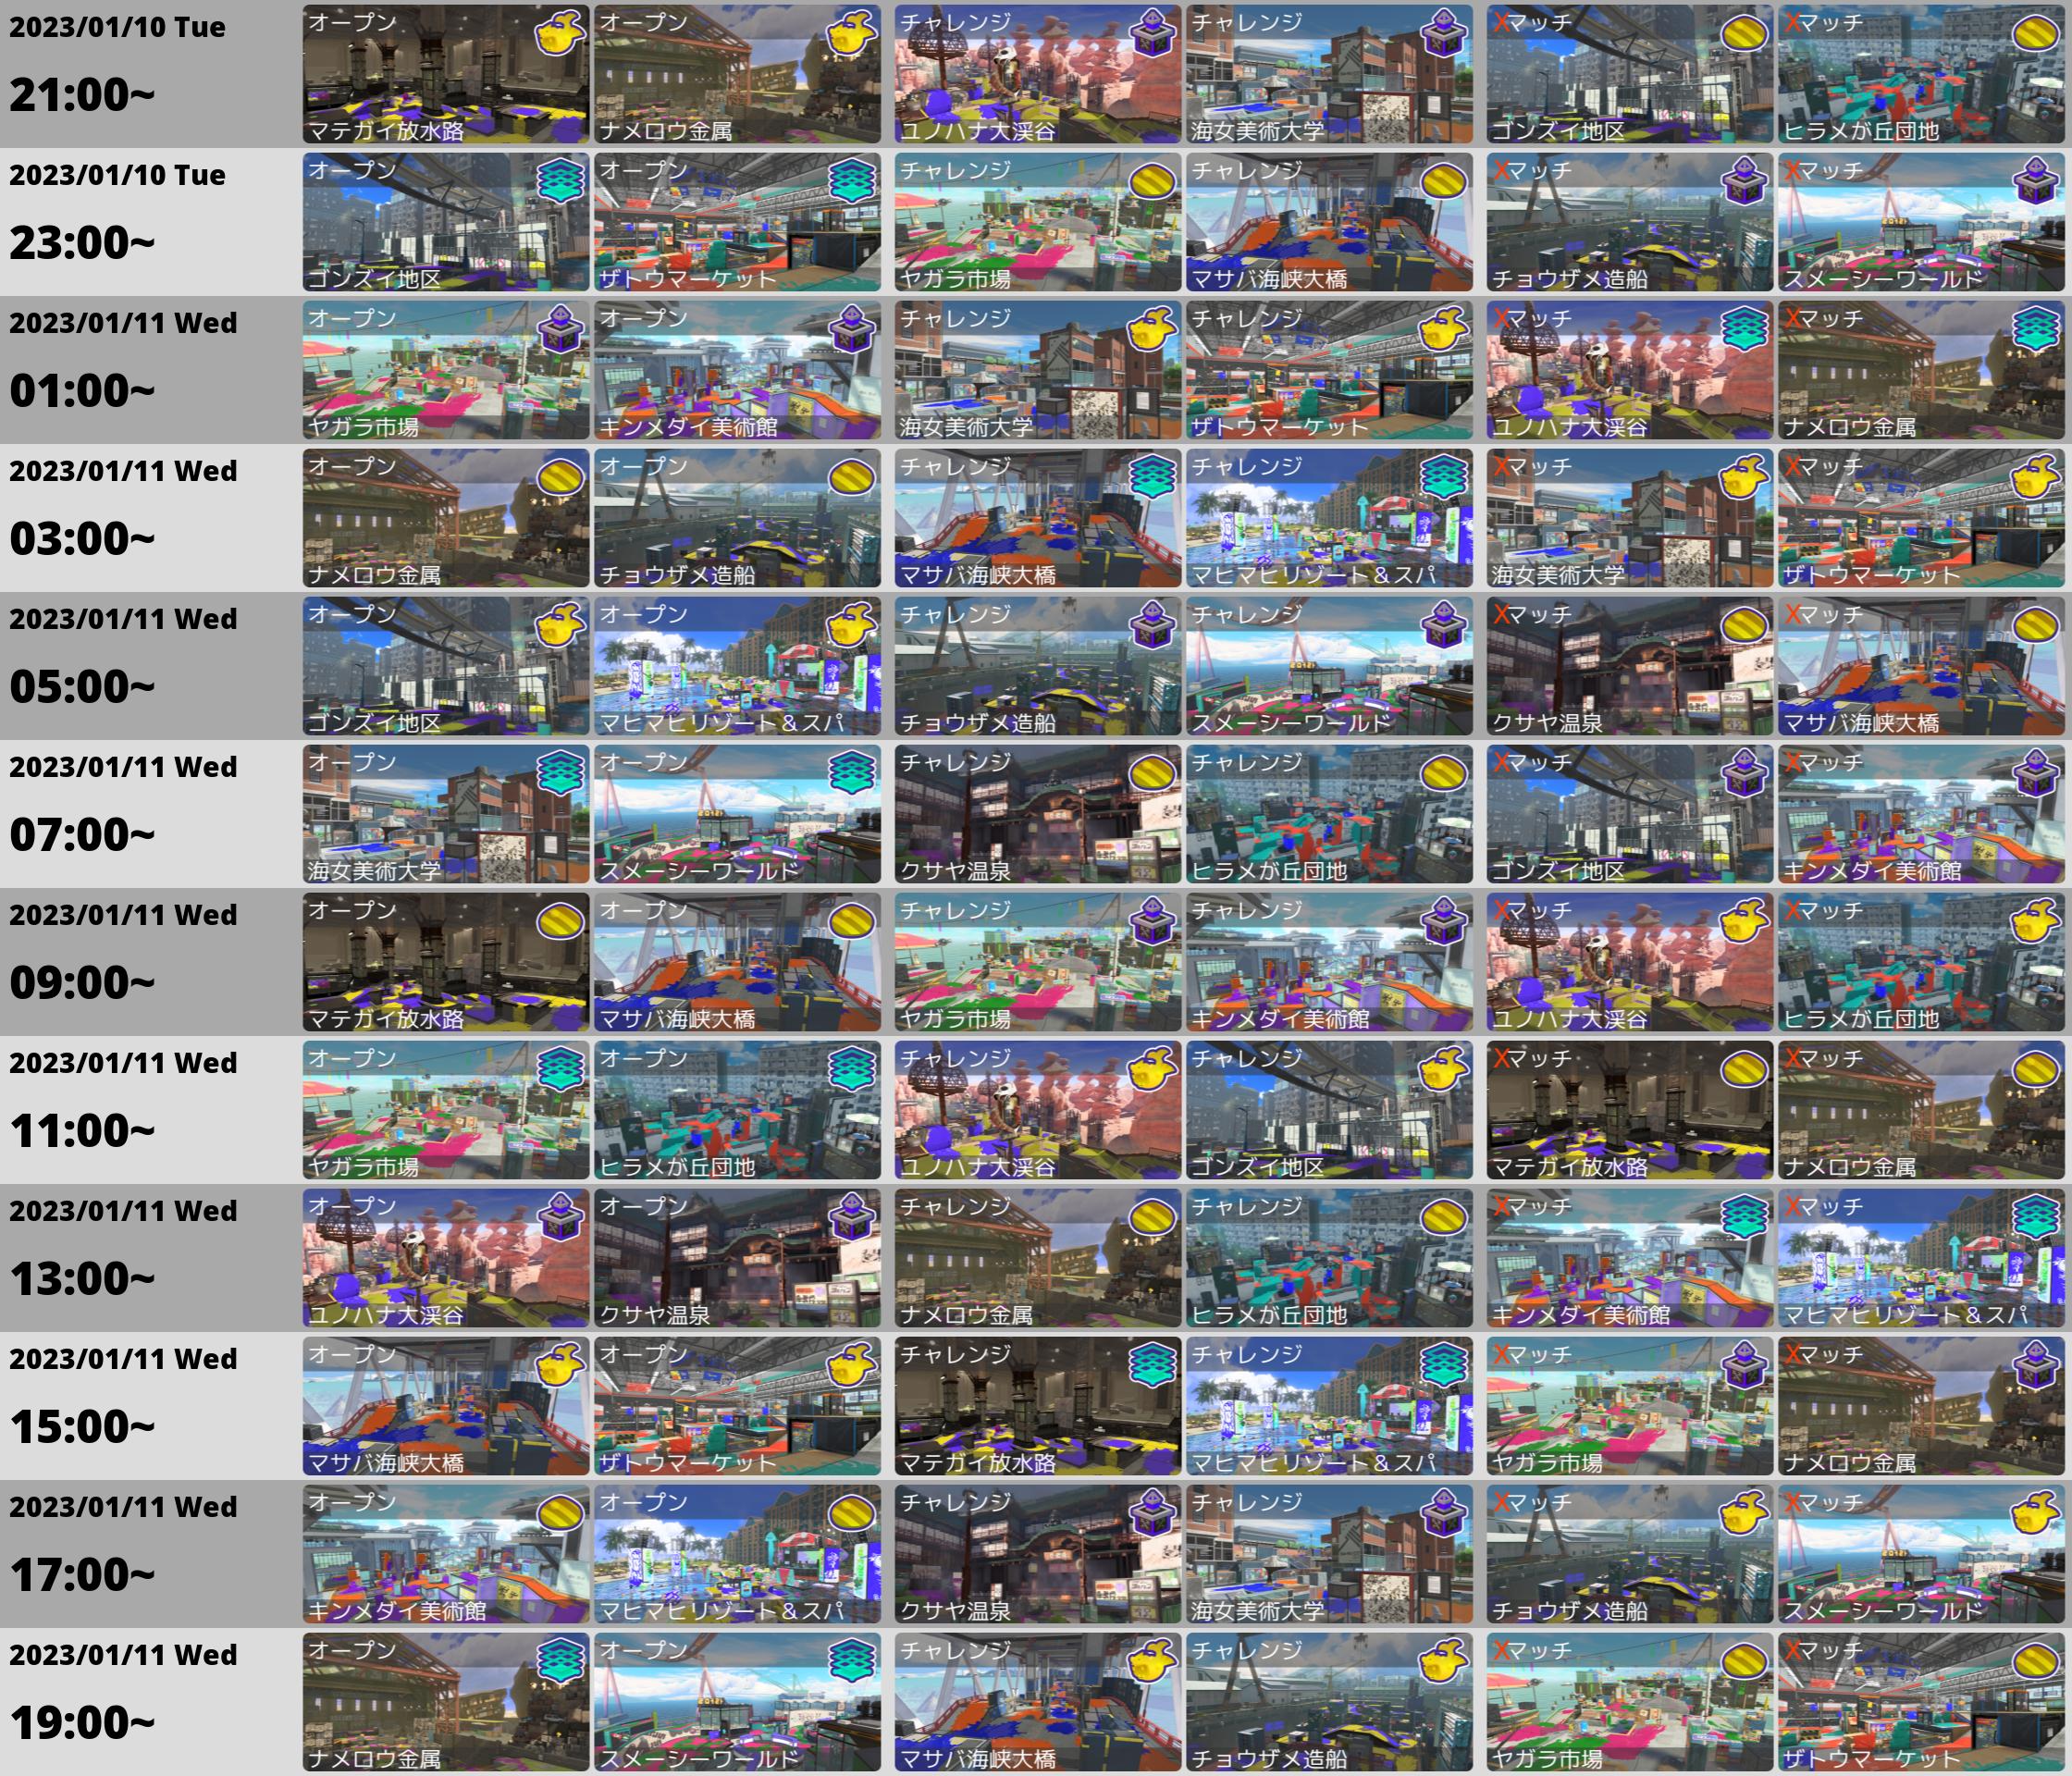 2023/01/10 Tue
21:00~
オープン
マテガイ放水路
オープン
ナメロウ金属
チャレンジ
ユノハナ大渓谷
チャレンジ
海女美術大学
Xマッチ
ゴンズイ地区
Xマッチ
ヒラメが丘団地
2023/01/10 Tue
23:00~
オープン
ゴンズイ地区
オープン
ザトウマーケット
チャレンジ
ヤガラ市場
チャレンジ
マサバ海峡大橋
Xマッチ
チョウザメ造船
Xマッチ
スメーシーワールド
2023/01/11 Wed
01:00~
オープン
ヤガラ市場
オープン
キンメダイ美術館
チャレンジ
海女美術大学
チャレンジ
ザトウマーケット
Xマッチ
ユノハナ大渓谷
Xマッチ
ナメロウ金属
2023/01/11 Wed
03:00~
オープン
ナメロウ金属
オープン
チョウザメ造船
チャレンジ
マサバ海峡大橋
チャレンジ
マヒマヒリゾート＆スパ
Xマッチ
海女美術大学
Xマッチ
ザトウマーケット
2023/01/11 Wed
05:00~
オープン
ゴンズイ地区
オープン
マヒマヒリゾート＆スパ
チャレンジ
チョウザメ造船
チャレンジ
スメーシーワールド
Xマッチ
クサヤ温泉
Xマッチ
マサバ海峡大橋
2023/01/11 Wed
07:00~
オープン
海女美術大学
オープン
スメーシーワールド
チャレンジ
クサヤ温泉
チャレンジ
ヒラメが丘団地
Xマッチ
ゴンズイ地区
Xマッチ
キンメダイ美術館
2023/01/11 Wed
09:00~
オープン
マテガイ放水路
オープン
マサバ海峡大橋
チャレンジ
ヤガラ市場
チャレンジ
キンメダイ美術館
Xマッチ
ユノハナ大渓谷
Xマッチ
ヒラメが丘団地
2023/01/11 Wed
11:00~
オープン
ヤガラ市場
オープン
ヒラメが丘団地
チャレンジ
ユノハナ大渓谷
チャレンジ
ゴンズイ地区
Xマッチ
マテガイ放水路
Xマッチ
ナメロウ金属
2023/01/11 Wed
13:00~
オープン
ユノハナ大渓谷
オープン
クサヤ温泉
チャレンジ
ナメロウ金属
チャレンジ
ヒラメが丘団地
Xマッチ
キンメダイ美術館
Xマッチ
マヒマヒリゾート＆スパ
2023/01/11 Wed
15:00~
オープン
マサバ海峡大橋
オープン
ザトウマーケット
チャレンジ
マテガイ放水路
チャレンジ
マヒマヒリゾート＆スパ
Xマッチ
ヤガラ市場
Xマッチ
ナメロウ金属
2023/01/11 Wed
17:00~
オープン
キンメダイ美術館
オープン
マヒマヒリゾート＆スパ
チャレンジ
クサヤ温泉
チャレンジ
海女美術大学
Xマッチ
チョウザメ造船
Xマッチ
スメーシーワールド
2023/01/11 Wed
19:00~
オープン
ナメロウ金属
オープン
スメーシーワールド
チャレンジ
マサバ海峡大橋
チャレンジ
チョウザメ造船
Xマッチ
ヤガラ市場
Xマッチ
ザトウマーケット